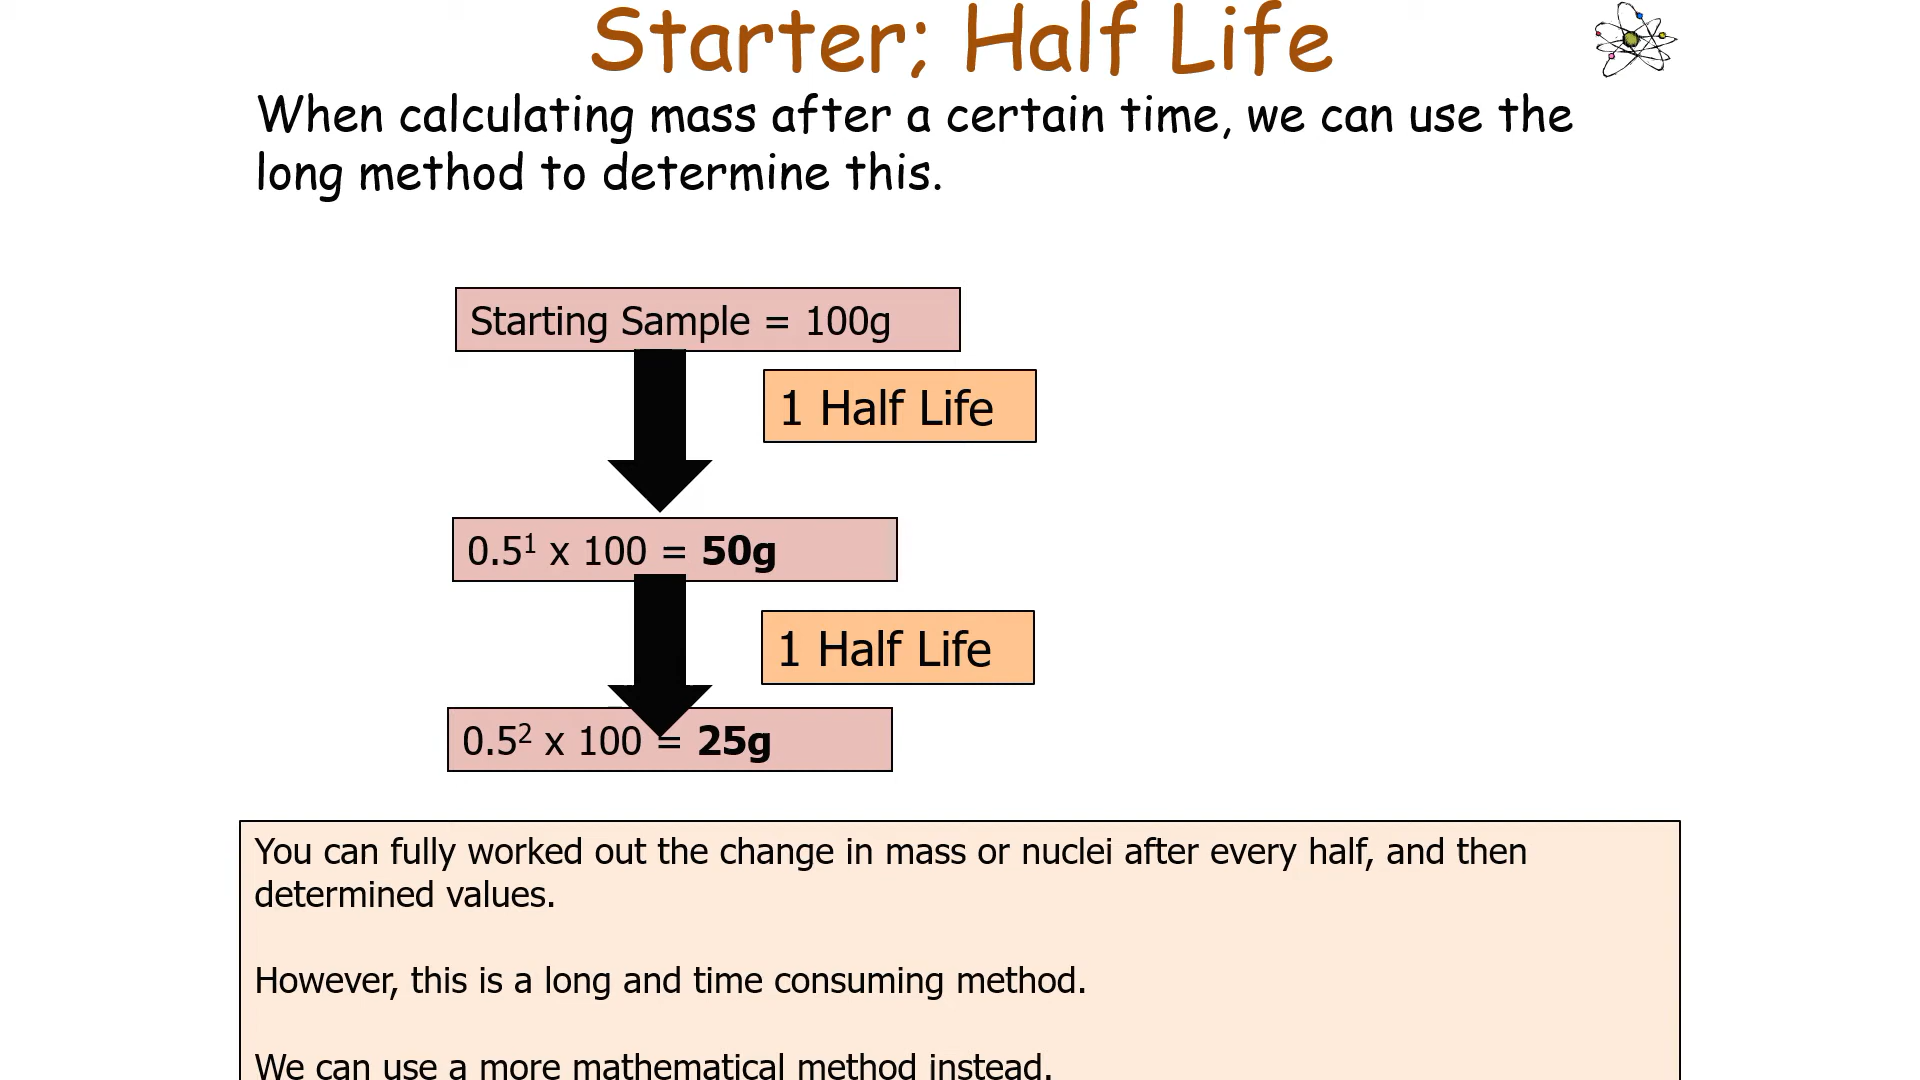 Starter; Half Life
When calculating mass after a certain time, we can use the
long method to determine this.
Starting Sample = 100g
1 Half Life
0.5¹ x 100 = 50g
1 Half Life
0.5² x 100 = 25g
You can fully worked out the change in mass or nuclei after every half, and then
determined values.
However, this is a long and time consuming method.
We can use a more mathematical method instead.